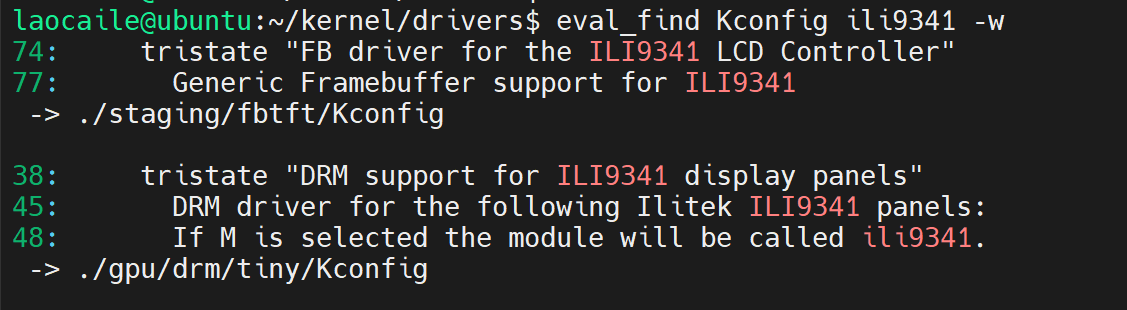 laocaile@ubuntu:~/kernel/drivers$ eval_find Kconfig ili9341 -w
74:     tristate "FB driver for the ILI9341 LCD Controller"
77:       Generic Framebuffer support for ILI9341
 -> ./staging/fbtft/Kconfig

38:     tristate "DRM support for ILI9341 display panels"
45:       DRM driver for the following Ilitek ILI9341 panels:
48:       If M is selected the module will be called ili9341.
 -> ./gpu/drm/tiny/Kconfig